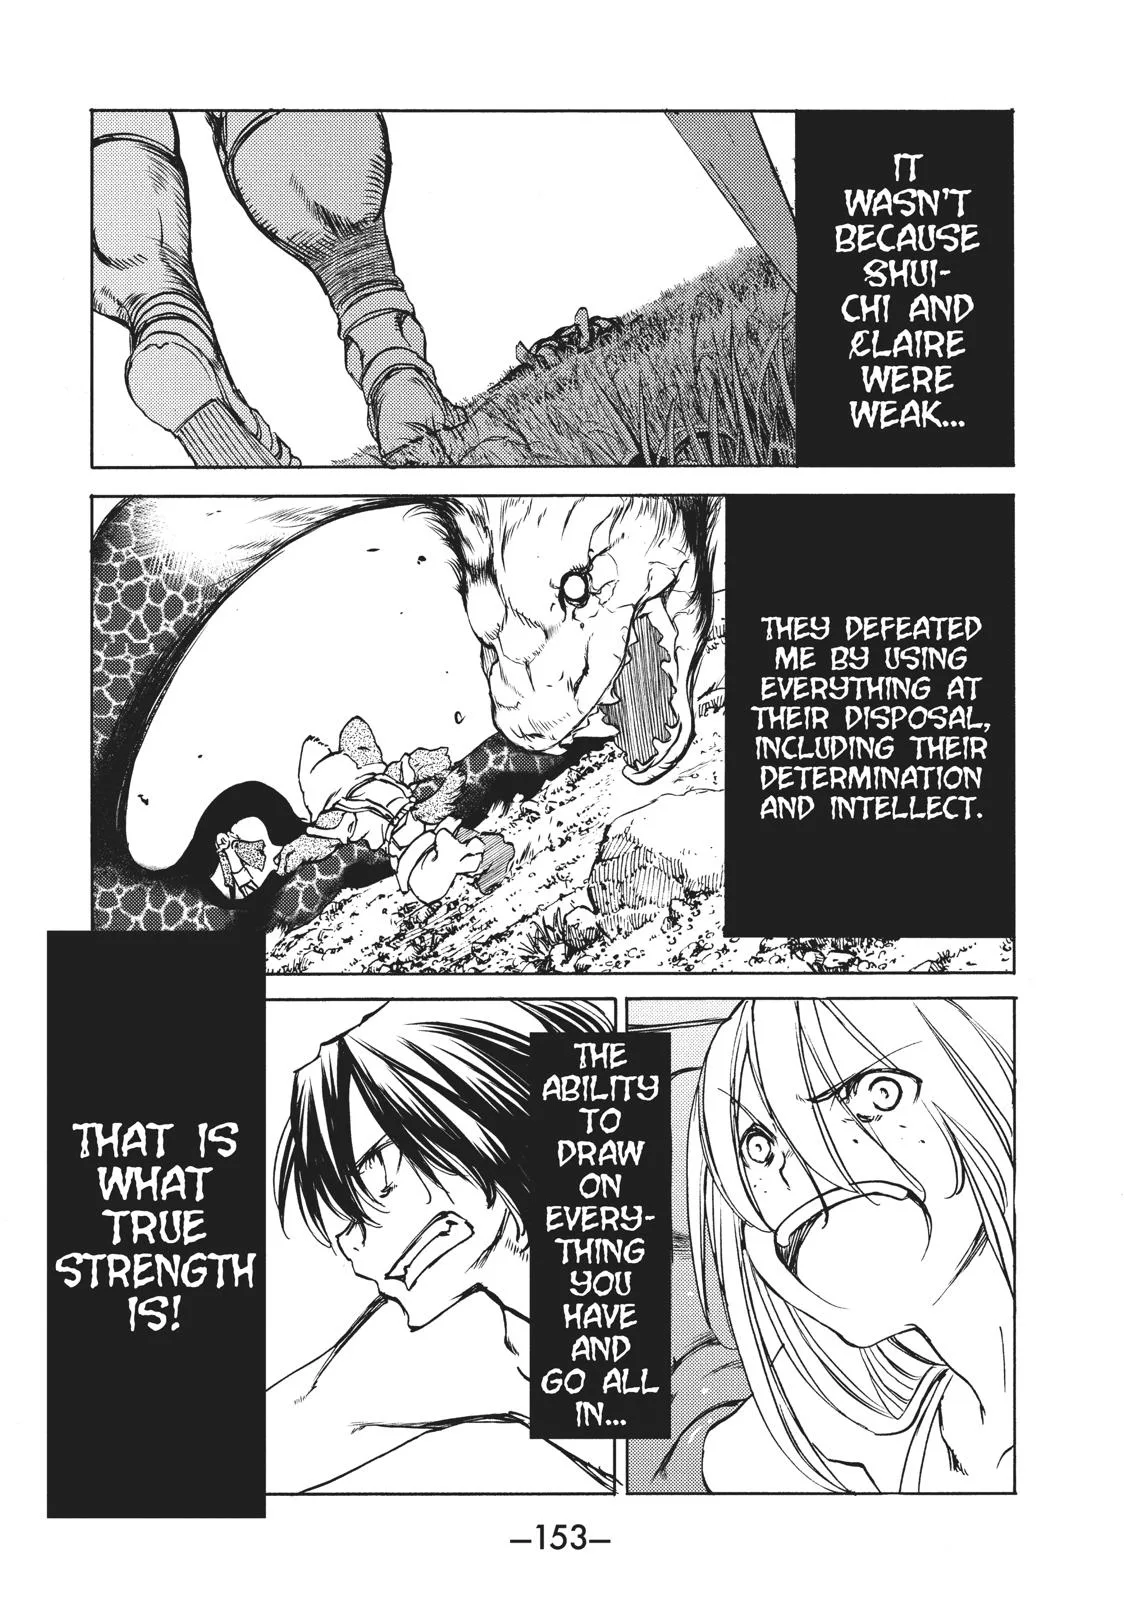 IT
WASN'T
BECAUSE
SHUI-
CHI AND
CLAIRE
WERE
WEAK...
THEY DEFEATED
ME BY USING
EVERYTHING AT
THEIR DISPOSAL,
INCLUDING THEIR
DETERMINATION
AND INTELLECT.
THE
ABILITY
TO
DRAW
ON
EVERY-
THING
YOU
HAVE
AND
GO ALL
IN...
THAT IS
WHAT
TRUE
STRENGTH
IS!
—153—